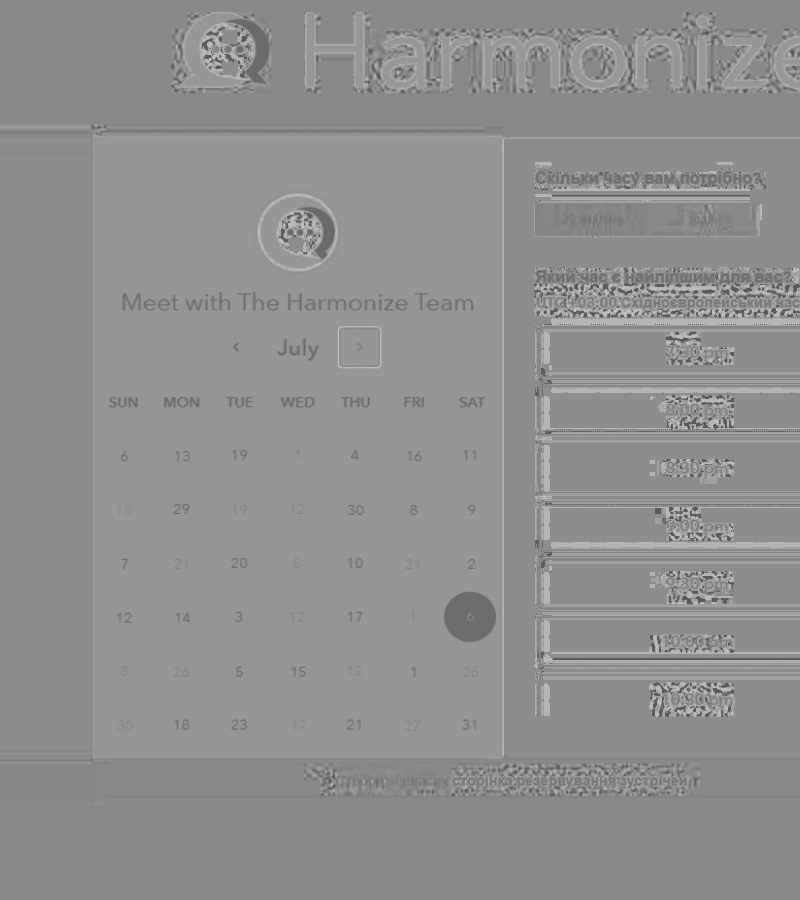 Harmonize
Meet with The Harmonize Team
‹ July ›
SUN MON TUE WED THU FRI SAT
6 13 19 1 4 16 11
18 29 19 12 30 8 9
7 21 20 5 10 21 2
12 14 3 12 17 1 6
8 26 5 15 12 1 26
30 18 23 17 21 27 31
Скільки часу вам потрібно?
Який час є найліпшим для вас?
UTC +03:00 Східноєвропейський час
7:30 pm
8:00 pm
8:30 pm
9:00 pm
9:30 pm
10:00 pm
10:30 pm
сторінка резервування зустрічей